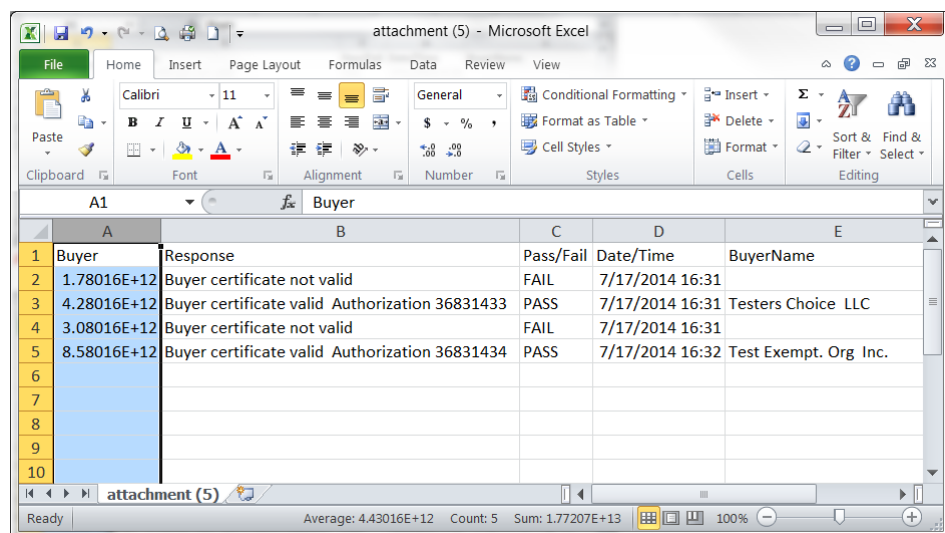 attachment (5) - Microsoft Excel
File Home Insert Page Layout Formulas Data Review View
Calibri 11 General Conditional Formatting Insert Σ
Paste B I U A A $ % , Format as Table Delete Sort & Find &
A .00 .00 Cell Styles Format Filter Select
Clipboard Font Alignment Number Styles Cells Editing
A1 fx Buyer
A B C D E
1 Buyer Response Pass/Fail Date/Time BuyerName
2 1.78016E+12 Buyer certificate not valid FAIL 7/17/2014 16:31
3 4.28016E+12 Buyer certificate valid Authorization 36831433 PASS 7/17/2014 16:31 Testers Choice LLC
4 3.08016E+12 Buyer certificate not valid FAIL 7/17/2014 16:31
5 8.58016E+12 Buyer certificate valid Authorization 36831434 PASS 7/17/2014 16:32 Test Exempt. Org Inc.
6
7
8
9
10
attachment (5)
Ready Average: 4.43016E+12 Count: 5 Sum: 1.77207E+13 100%